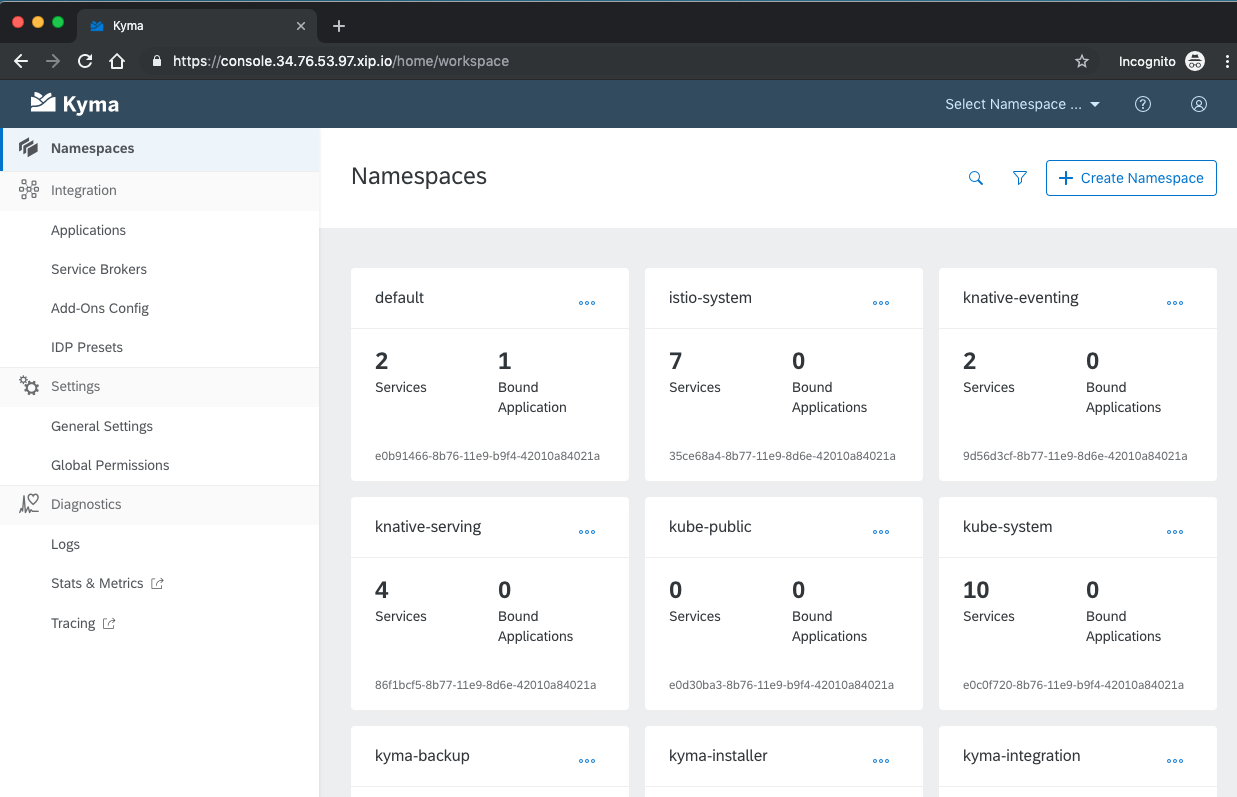 Kyma
https://console.34.76.53.97.xip.io/home/workspace
Incognito
Kyma
Select Namespace ...
Namespaces
Integration
Applications
Service Brokers
Add-Ons Config
IDP Presets
Settings
General Settings
Global Permissions
Diagnostics
Logs
Stats & Metrics
Tracing
Namespaces
Create Namespace
default
2
Services
1
Bound
Application
e0b91466-8b76-11e9-b9f4-42010a84021a
istio-system
7
Services
0
Bound
Applications
35ce68a4-8b77-11e9-8d6e-42010a84021a
knative-eventing
2
Services
0
Bound
Applications
9d56d3cf-8b77-11e9-8d6e-42010a84021a
knative-serving
4
Services
0
Bound
Applications
86f1bcf5-8b77-11e9-8d6e-42010a84021a
kube-public
0
Services
0
Bound
Applications
e0d30ba3-8b76-11e9-b9f4-42010a84021a
kube-system
10
Services
0
Bound
Applications
e0c0f720-8b76-11e9-b9f4-42010a84021a
kyma-backup
kyma-installer
kyma-integration